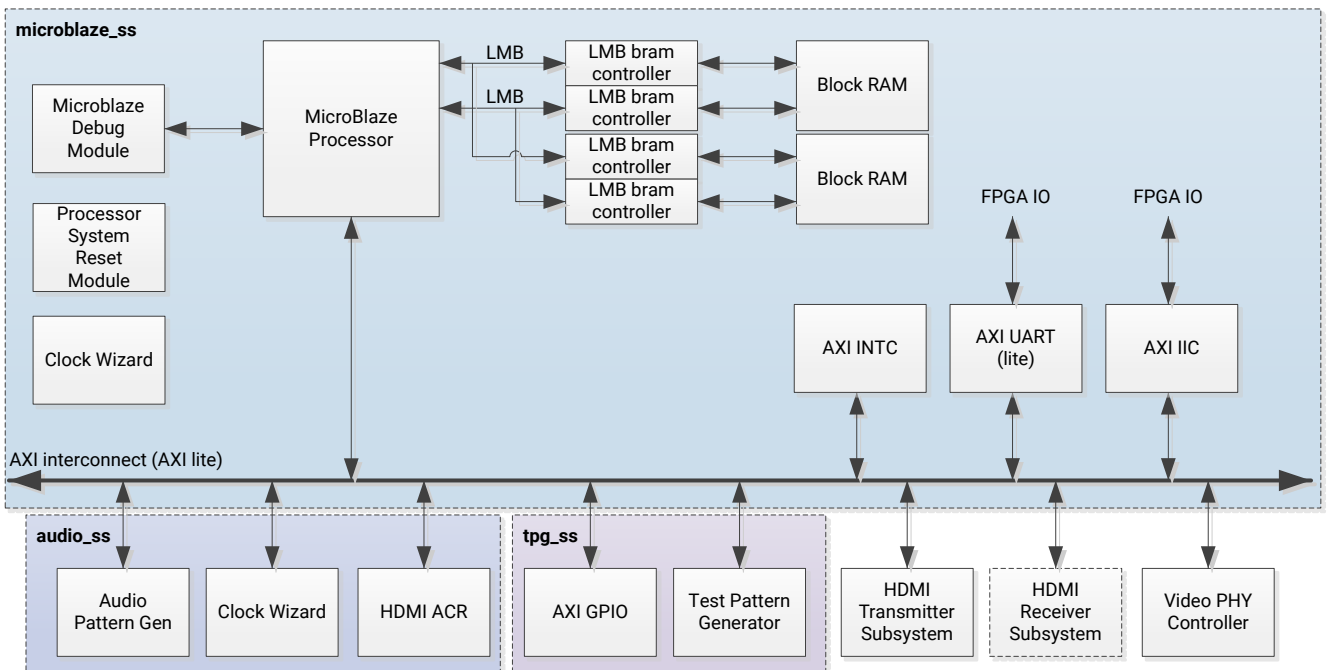 microblaze_ss
Microblaze
Debug
Module
MicroBlaze
Processor
LMB
LMB
LMB bram
controller
LMB bram
controller
LMB bram
controller
LMB bram
controller
Block RAM
Block RAM
Processor
System
Reset
Module
Clock Wizard
FPGA IO
FPGA IO
AXI INTC
AXI UART
(lite)
AXI IIC
AXI interconnect (AXI lite)
audio_ss
Audio
Pattern Gen
Clock Wizard
HDMI ACR
tpg_ss
AXI GPIO
Test Pattern
Generator
HDMI
Transmitter
Subsystem
HDMI
Receiver
Subsystem
Video PHY
Controller